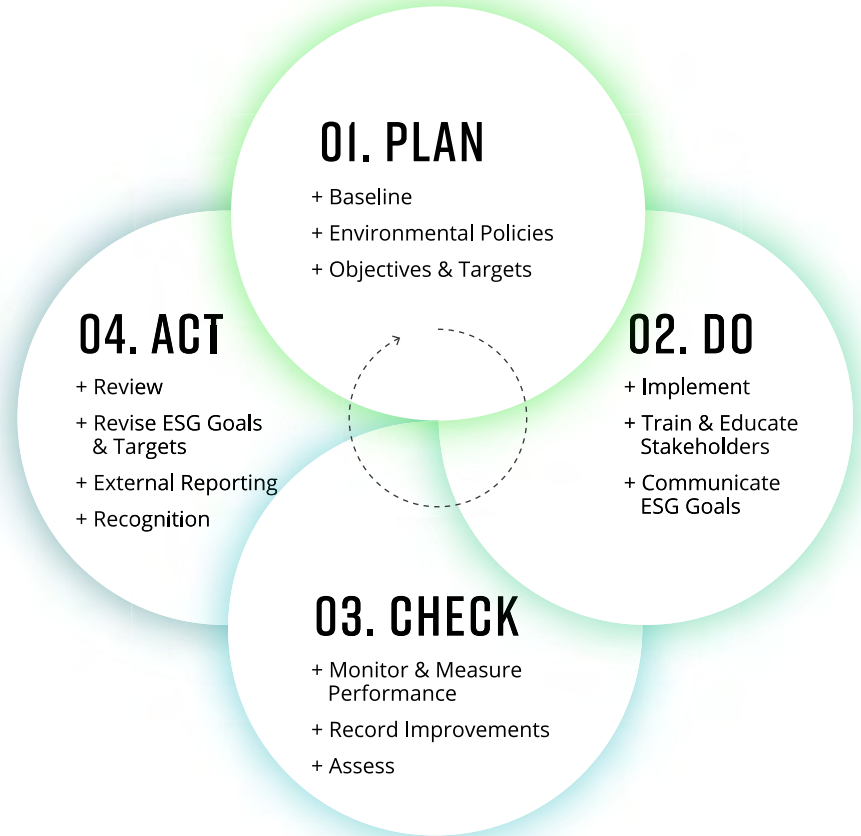 01. PLAN
+ Baseline
+ Environmental Policies
+ Objectives & Targets
02. DO
+ Implement
+ Train & Educate
Stakeholders
+ Communicate
ESG Goals
03. CHECK
+ Monitor & Measure
Performance
+ Record Improvements
+ Assess
04. ACT
+ Review
+ Revise ESG Goals
& Targets
+ External Reporting
+ Recognition